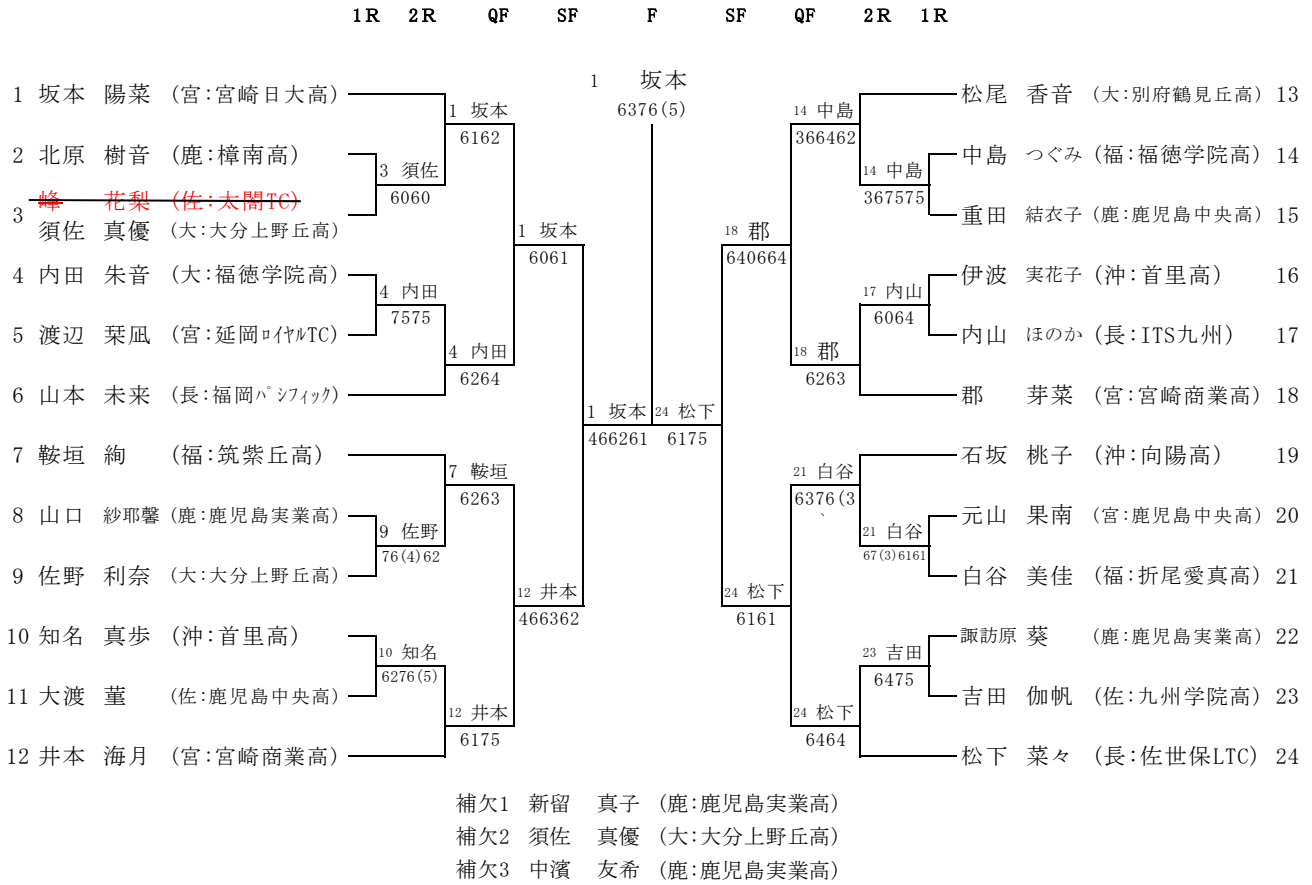 1R 2R QF SF F SF QF 2R 1R
1 坂本
6376(5)
1 坂本 陽菜 (宮:宮崎日大高)
2 北原 樹音 (鹿:樟南高)
峰 花梨 (佐:太閤TC)
3
須佐 真優 (大:大分上野丘高)
4 内田 朱音 (大:福徳学院高)
5 渡辺 栞凪 (宮:延岡ﾛｲﾔﾙTC)
6 山本 未来 (長:福岡ﾊﾟｼﾌｨｯｸ)
7 鞍垣 絢 (福:筑紫丘高)
8 山口 紗耶馨 (鹿:鹿児島実業高)
9 佐野 利奈 (大:大分上野丘高)
10 知名 真歩 (沖:首里高)
11 大渡 菫 (佐:鹿児島中央高)
12 井本 海月 (宮:宮崎商業高)
3 須佐
6060
4 内田
7575
9 佐野
76(4)62
10 知名
6276(5)
1 坂本
6162
4 内田
6264
7 鞍垣
6263
12 井本
6175
1 坂本
6061
12 井本
466362
1 坂本
466261
24 松下
6175
18 郡
640664
24 松下
6161
14 中島
366462
18 郡
6263
21 白谷
6376(3
、
24 松下
6464
14 中島
367575
17 内山
6064
21 白谷
67(3)6161
23 吉田
6475
松尾 香音 (大:別府鶴見丘高) 13
中島 つぐみ (福:福徳学院高) 14
重田 結衣子 (鹿:鹿児島中央高) 15
伊波 実花子 (沖:首里高) 16
内山 ほのか (長:ITS九州) 17
郡 芽菜 (宮:宮崎商業高) 18
石坂 桃子 (沖:向陽高) 19
元山 果南 (宮:鹿児島中央高) 20
白谷 美佳 (福:折尾愛真高) 21
諏訪原 葵 (鹿:鹿児島実業高) 22
吉田 伽帆 (佐:九州学院高) 23
松下 菜々 (長:佐世保LTC) 24
補欠1 新留 真子 (鹿:鹿児島実業高)
補欠2 須佐 真優 (大:大分上野丘高)
補欠3 中濱 友希 (鹿:鹿児島実業高)